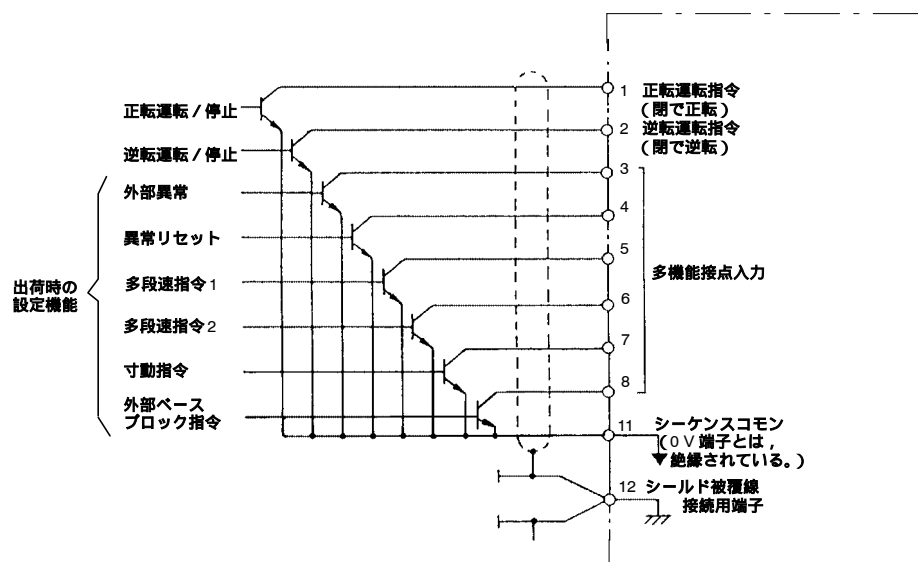 正転運転/停止
逆転運転/停止
外部異常
異常リセット
多段速指令1
多段速指令2
寸動指令
外部ベース
ブロック指令
出荷時の
設定機能
1 正転運転指令
(閉で正転)
2 逆転運転指令
(閉で逆転)
3
4
5
6
7
8
多機能接点入力
11 シーケンスコモン
(0V端子とは,
絶縁されている。)
12 シールド被覆線
接続用端子